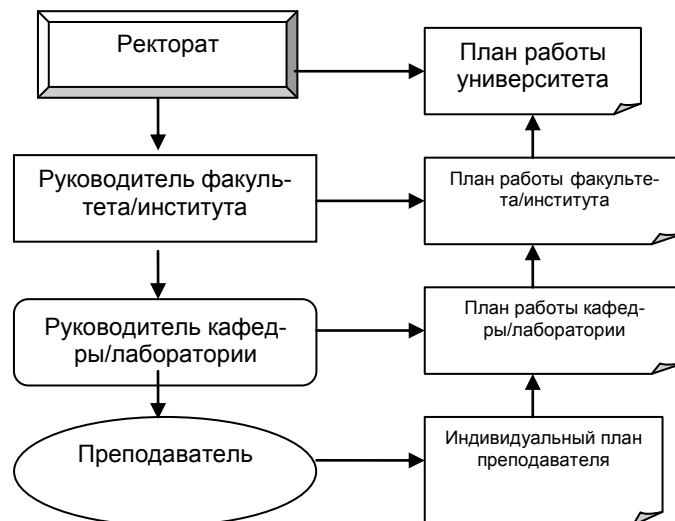 Ректорат
План работы
университета
Руководитель факуль-
тета/института
План работы факульте-
та/института
Руководитель кафед-
ры/лаборатории
План работы кафед-
ры/лаборатории
Преподаватель
Индивидуальный план
преподавателя